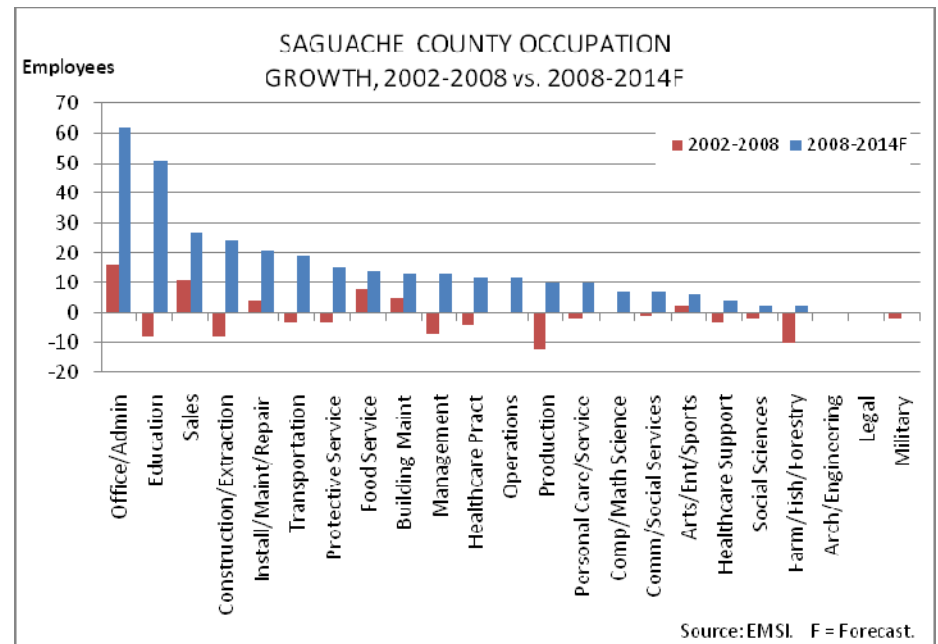 SAGUACHE COUNTY OCCUPATION
GROWTH, 2002-2008 vs. 2008-2014F
Employees
2002-2008
2008-2014F
70
60
50
40
30
20
10
0
-10
-20
Office/Admin
Education
Sales
Construction/Extraction
Install/Maint/Repair
Transportation
Protective Service
Food Service
Building Maint
Management
Healthcare Pract
Operations
Production
Personal Care/Service
Comp/Math Science
Comm/Social Services
Arts/Ent/Sports
Healthcare Support
Social Sciences
Farm/Fish/Forestry
Arch/Engineering
Legal
Military
Source: EMSI. F = Forecast.